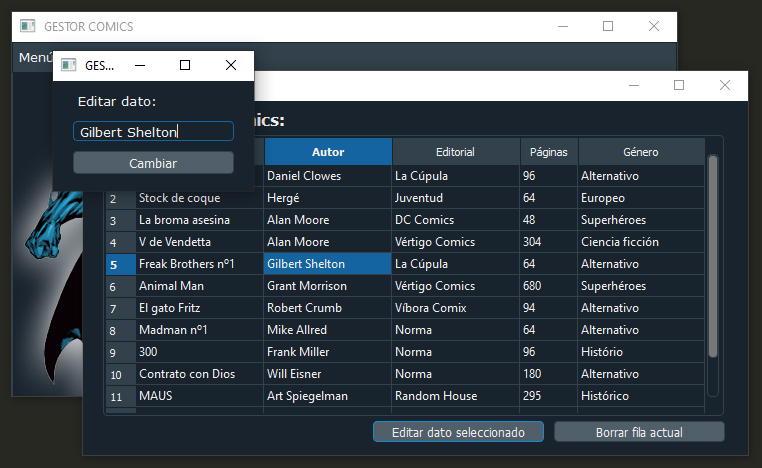 GESTOR COMICS
Menú
GES...
Editar dato:
Gilbert Shelton
Cambiar
ics:
Autor Editorial Páginas Género
Daniel Clowes La Cúpula 96 Alternativo
2 Stock de coque Hergé Juventud 64 Europeo
3 La broma asesina Alan Moore DC Comics 48 Superhéroes
4 V de Vendetta Alan Moore Vértigo Comics 304 Ciencia ficción
5 Freak Brothers nº1 Gilbert Shelton La Cúpula 64 Alternativo
6 Animal Man Grant Morrison Vértigo Comics 680 Superhéroes
7 El gato Fritz Robert Crumb Víbora Comix 94 Alternativo
8 Madman nº1 Mike Allred Norma 64 Alternativo
9 300 Frank Miller Norma 96 Histório
10 Contrato con Dios Will Eisner Norma 180 Alternativo
11 MAUS Art Spiegelman Random House 295 Histórico
Editar dato seleccionado Borrar fila actual